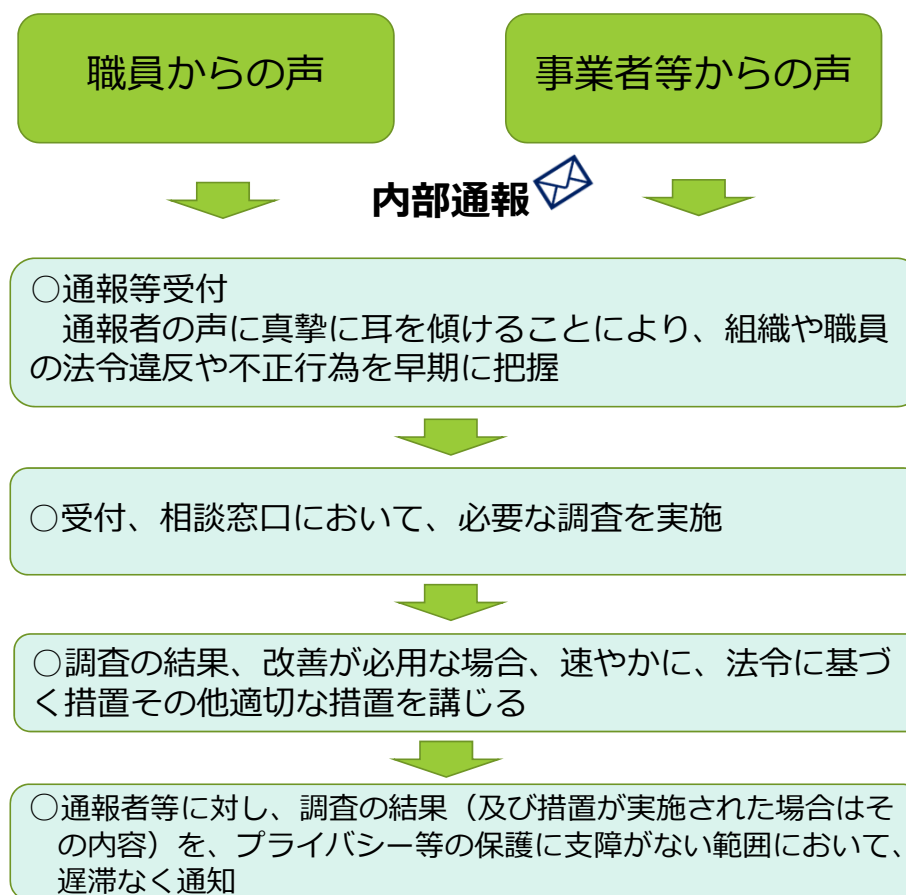 職員からの声
事業者等からの声
内部通報
○通報等受付
通報者の声に真摯に耳を傾けることにより、組織や職員
の法令違反や不正行為を早期に把握
○受付、相談窓口において、必要な調査を実施
○調査の結果、改善が必用な場合、速やかに、法令に基づ
く措置その他適切な措置を講じる
○通報者等に対し、調査の結果（及び措置が実施された場合はそ
の内容）を、プライバシー等の保護に支障がない範囲において、
遅滞なく通知